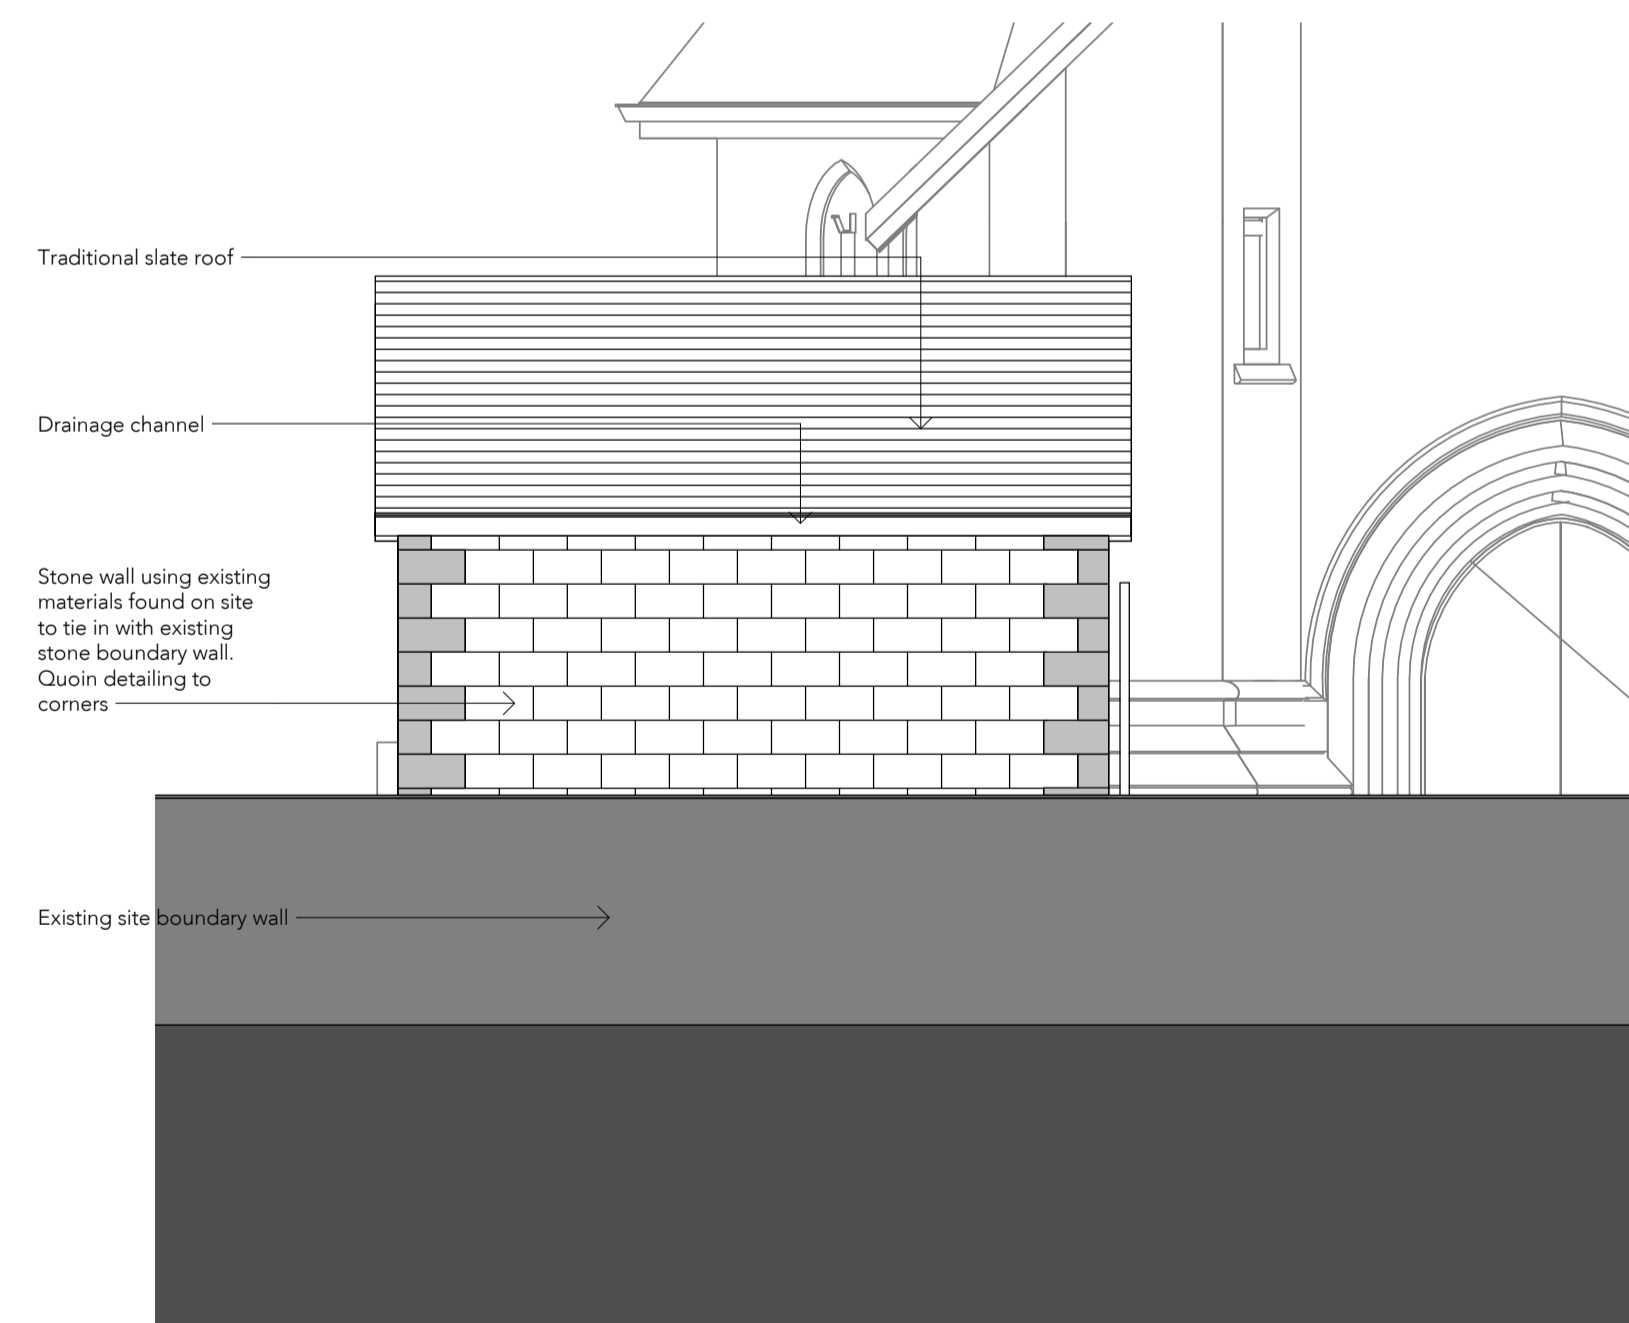 Traditional slate roof
Drainage channel
Stone wall using existing
materials found on site
to tie in with existing
stone boundary wall.
Quoin detailing to
corners
Existing site boundary wall